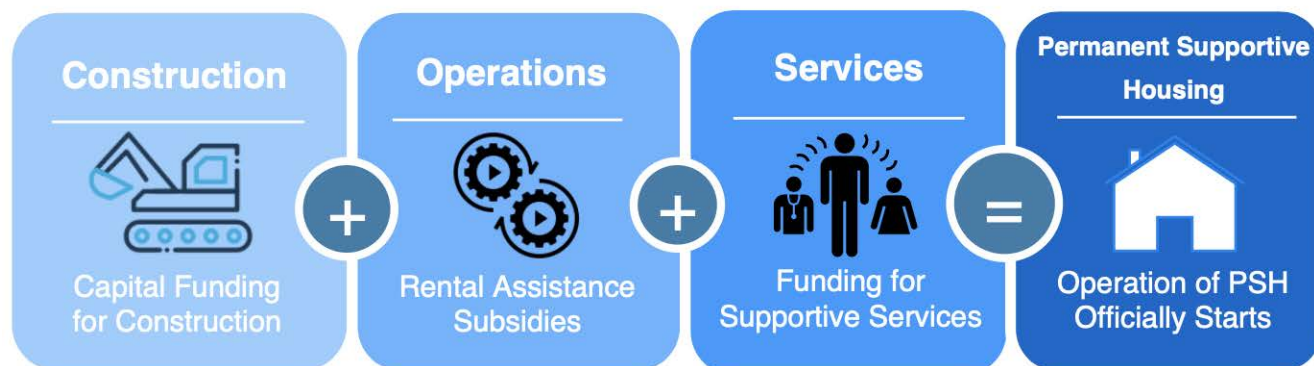 Construction
Capital Funding
for Construction
+
Operations
Rental Assistance
Subsidies
+
Services
Funding for
Supportive Services
=
Permanent Supportive
Housing
Operation of PSH
Officially Starts